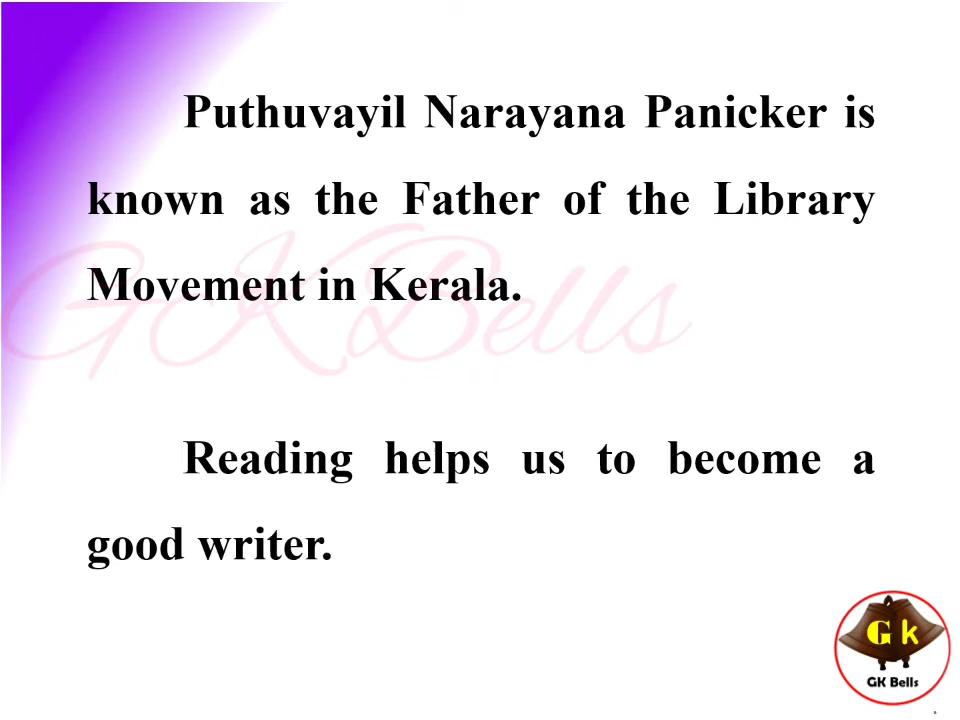 Puthuvayil Narayana Panicker is
known as the Father of the Library
Movement in Kerala.
GK Bells
Reading helps us to become a
good writer.
G k
GK Bells